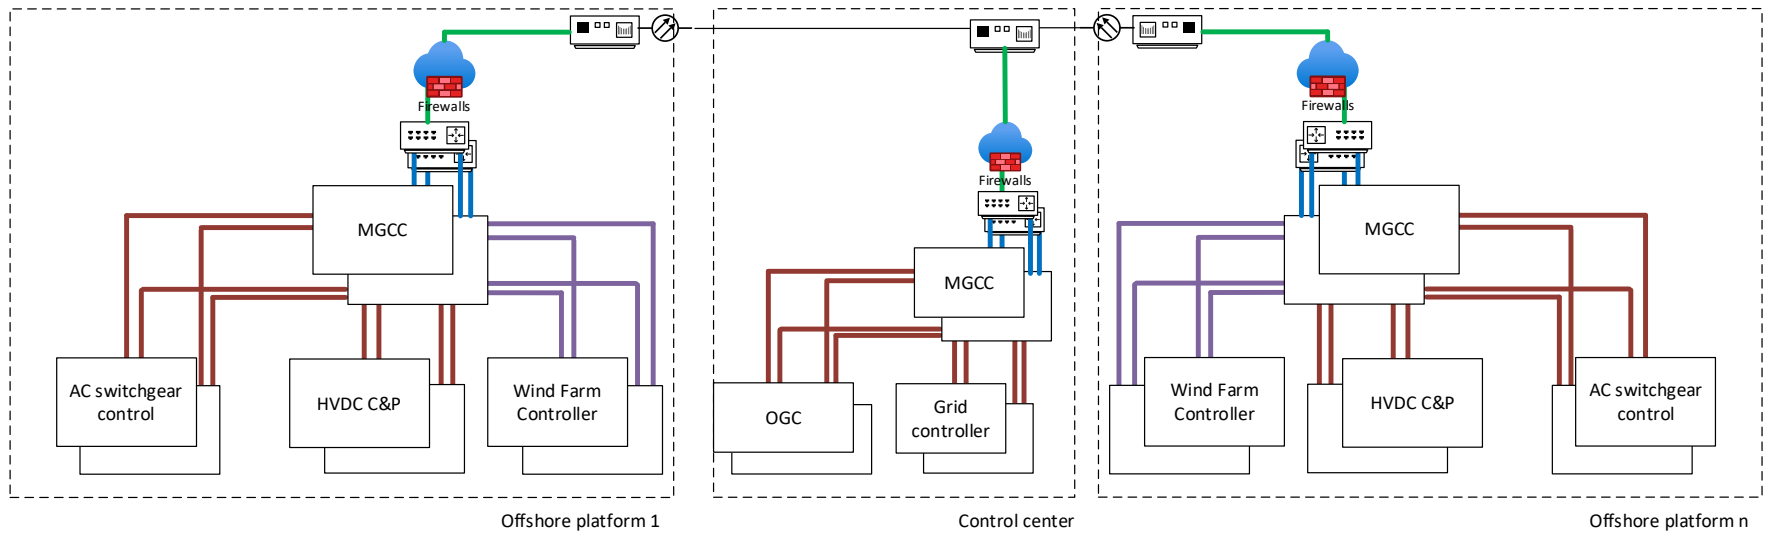 Firewalls
MGCC
AC switchgear
control
HVDC C&P
Wind Farm
Controller
Offshore platform 1
Firewalls
MGCC
OGC
Grid
controller
Control center
Firewalls
MGCC
Wind Farm
Controller
HVDC C&P
AC switchgear
control
Offshore platform n